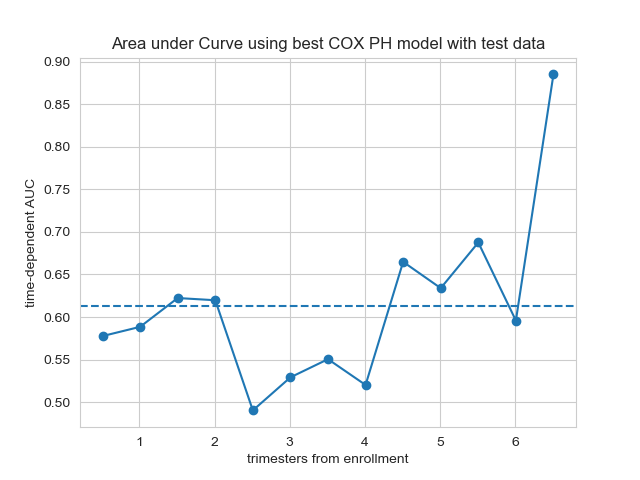 Area under Curve using best COX PH model with test data
time-dependent AUC
0.90
0.85
0.80
0.75
0.70
0.65
0.60
0.55
0.50
1 2 3 4 5 6
trimesters from enrollment